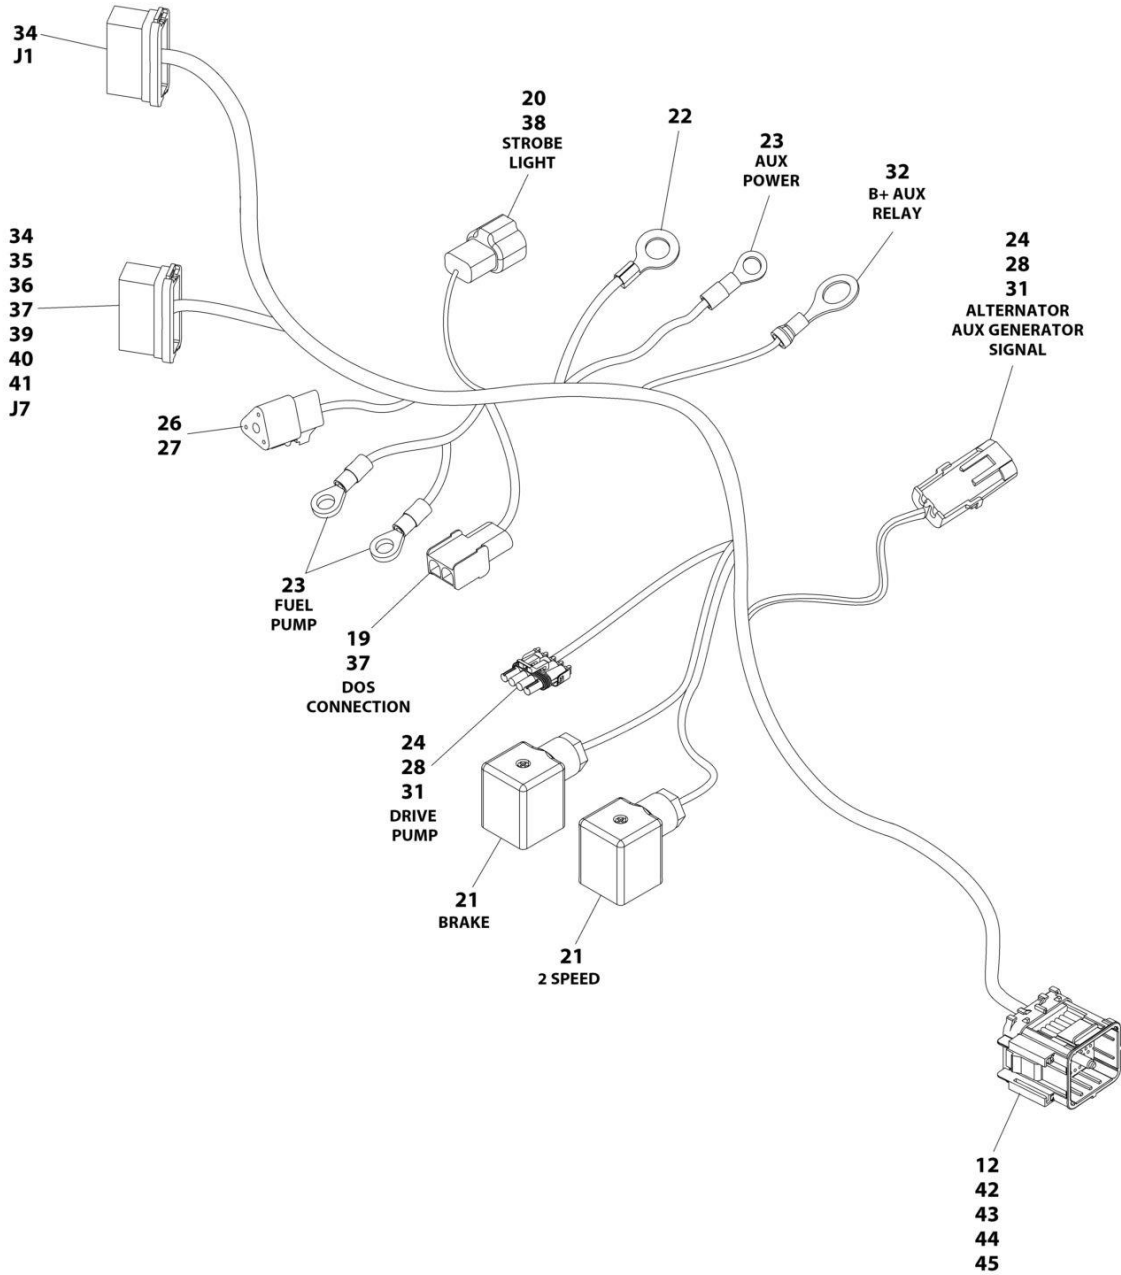 34
J1
20
38
STROBE
LIGHT
22
23
AUX
POWER
32
B+ AUX
RELAY
24
28
31
ALTERNATOR
AUX GENERATOR
SIGNAL
34
35
36
37
39
40
41
J7
26
27
23
FUEL
PUMP
19
37
DOS
CONNECTION
24
28
31
DRIVE
PUMP
21
BRAKE
21
2 SPEED
12
42
43
44
45